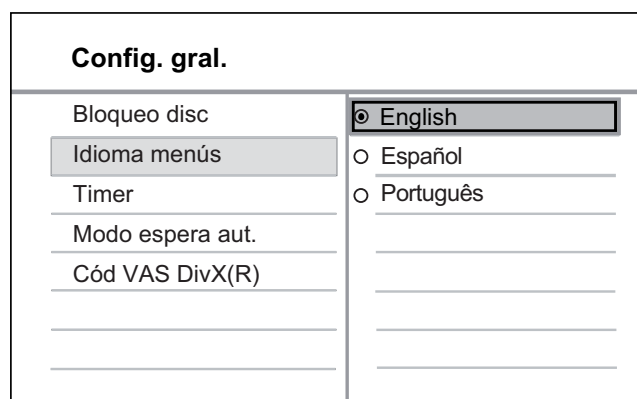 Config. gral.
Bloqueo disc
Idioma menús
Timer
Modo espera aut.
Cód VAS DivX(R)
English
Español
Português